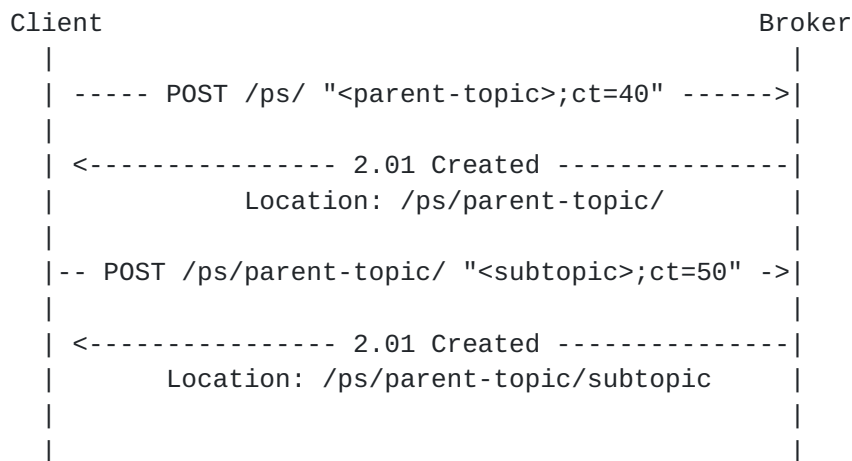 Client                                          Broker
  |                                                |
  | ----- POST /ps/ "<parent-topic>;ct=40" ------>|
  |                                                |
  | <---------------- 2.01 Created ---------------|
  |            Location: /ps/parent-topic/         |
  |                                                |
  |-- POST /ps/parent-topic/ "<subtopic>;ct=50" ->|
  |                                                |
  | <---------------- 2.01 Created ---------------|
  |       Location: /ps/parent-topic/subtopic      |
  |                                                |
  |                                                |